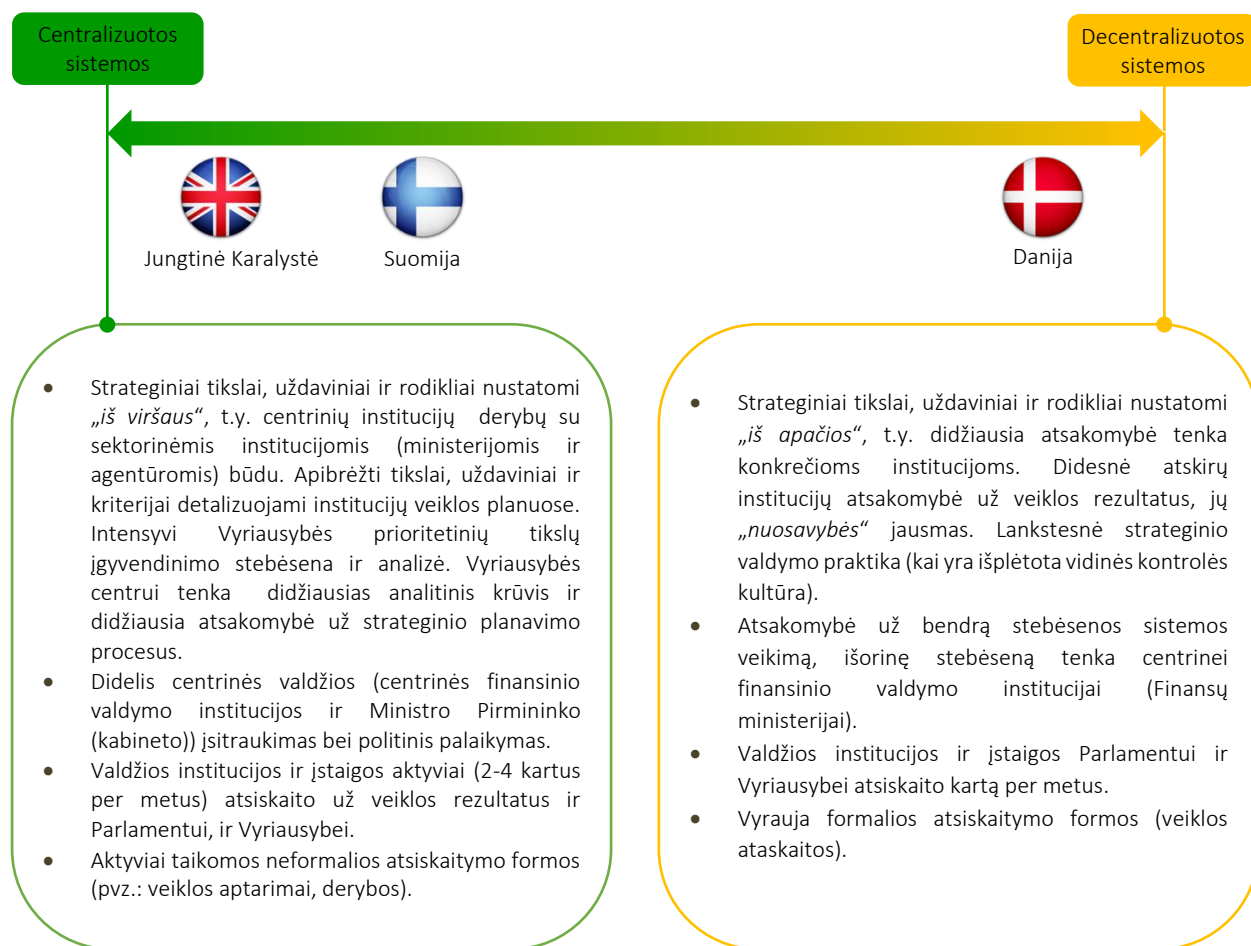 Centralizuotos
sistemos
Decentralizuotos
sistemos
Jungtinė Karalystė
Suomija
Danija
• Strateginiai tikslai, uždaviniai ir rodikliai nustatomi
„iš viršaus“, t.y. centrinių institucijų derybų su
sektorinėmis institucijomis (ministerijomis ir
agentūromis) būdu. Apibrėžti tikslai, uždaviniai ir
kriterijai detalizuojami institucijų veiklos planuose.
Intensyvi Vyriausybės prioritetinių tikslų
įgyvendinimo stebėsena ir analizė. Vyriausybės
centrui tenka didžiausias analitinis krūvis ir
didžiausia atsakomybė už strateginio planavimo
procesus.
• Didelis centrinės valdžios (centrinės finansinio
valdymo institucijos ir Ministro Pirmininko
(kabineto)) įsitraukimas bei politinis palaikymas.
• Valdžios institucijos ir įstaigos aktyviai (2-4 kartus
per metus) atsiskaito už veiklos rezultatus ir
Parlamentui, ir Vyriausybei.
• Aktyviai taikomos neformalios atsiskaitymo formos
(pvz.: veiklos aptarimai, derybos).
• Strateginiai tikslai, uždaviniai ir rodikliai nustatomi
„iš apačios“, t.y. didžiausia atsakomybė tenka
konkrečioms institucijoms. Didesnė atskirų
institucijų atsakomybė už veiklos rezultatus, jų
„nuosavybės“ jausmas. Lankstesnė strateginio
valdymo praktika (kai yra išplėtota vidinės kontrolės
kultūra).
• Atsakomybė už bendrą stebėsenos sistemos
veikimą, išorinę stebėseną tenka centrinei
finansinio valdymo institucijai (Finansų
ministerijai).
• Valdžios institucijos ir įstaigos Parlamentui ir
Vyriausybei atsiskaito kartą per metus.
• Vyrauja formalios atsiskaitymo formos (veiklos
ataskaitos).